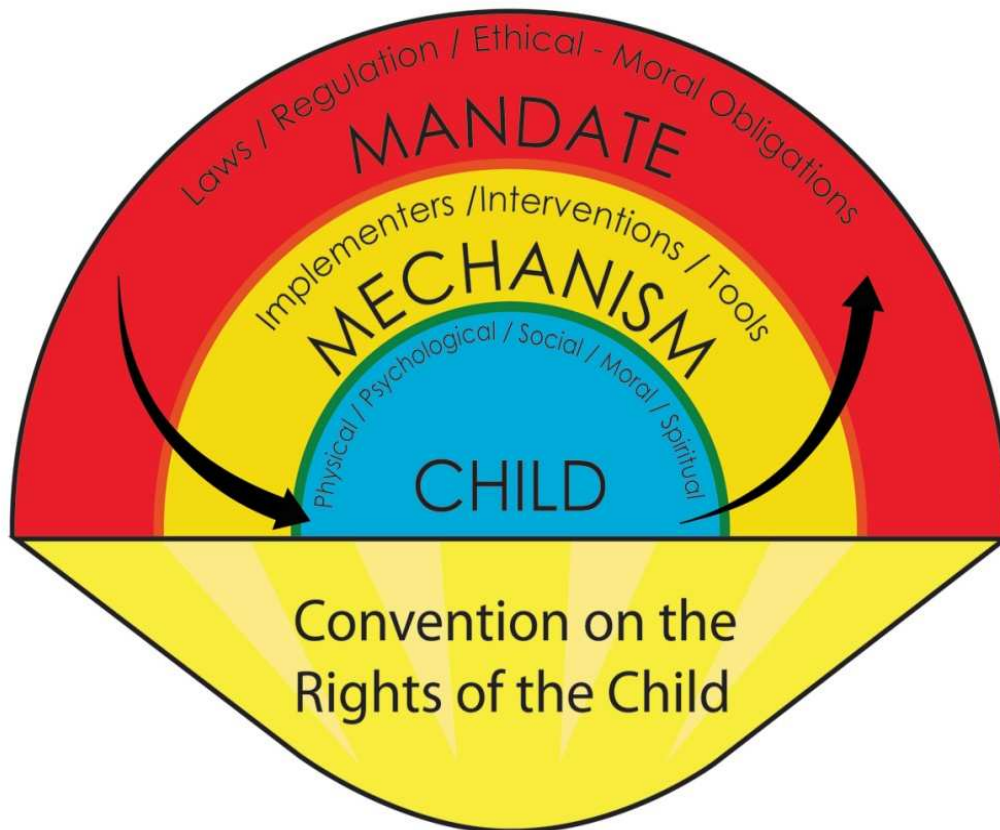 Laws / Regulation / Ethical - Moral Obligations
MANDATE
Implementers /Interventions / Tools
MECHANISM
Physical / Psychological / Social / Moral / Spiritual
CHILD
Convention on the
Rights of the Child